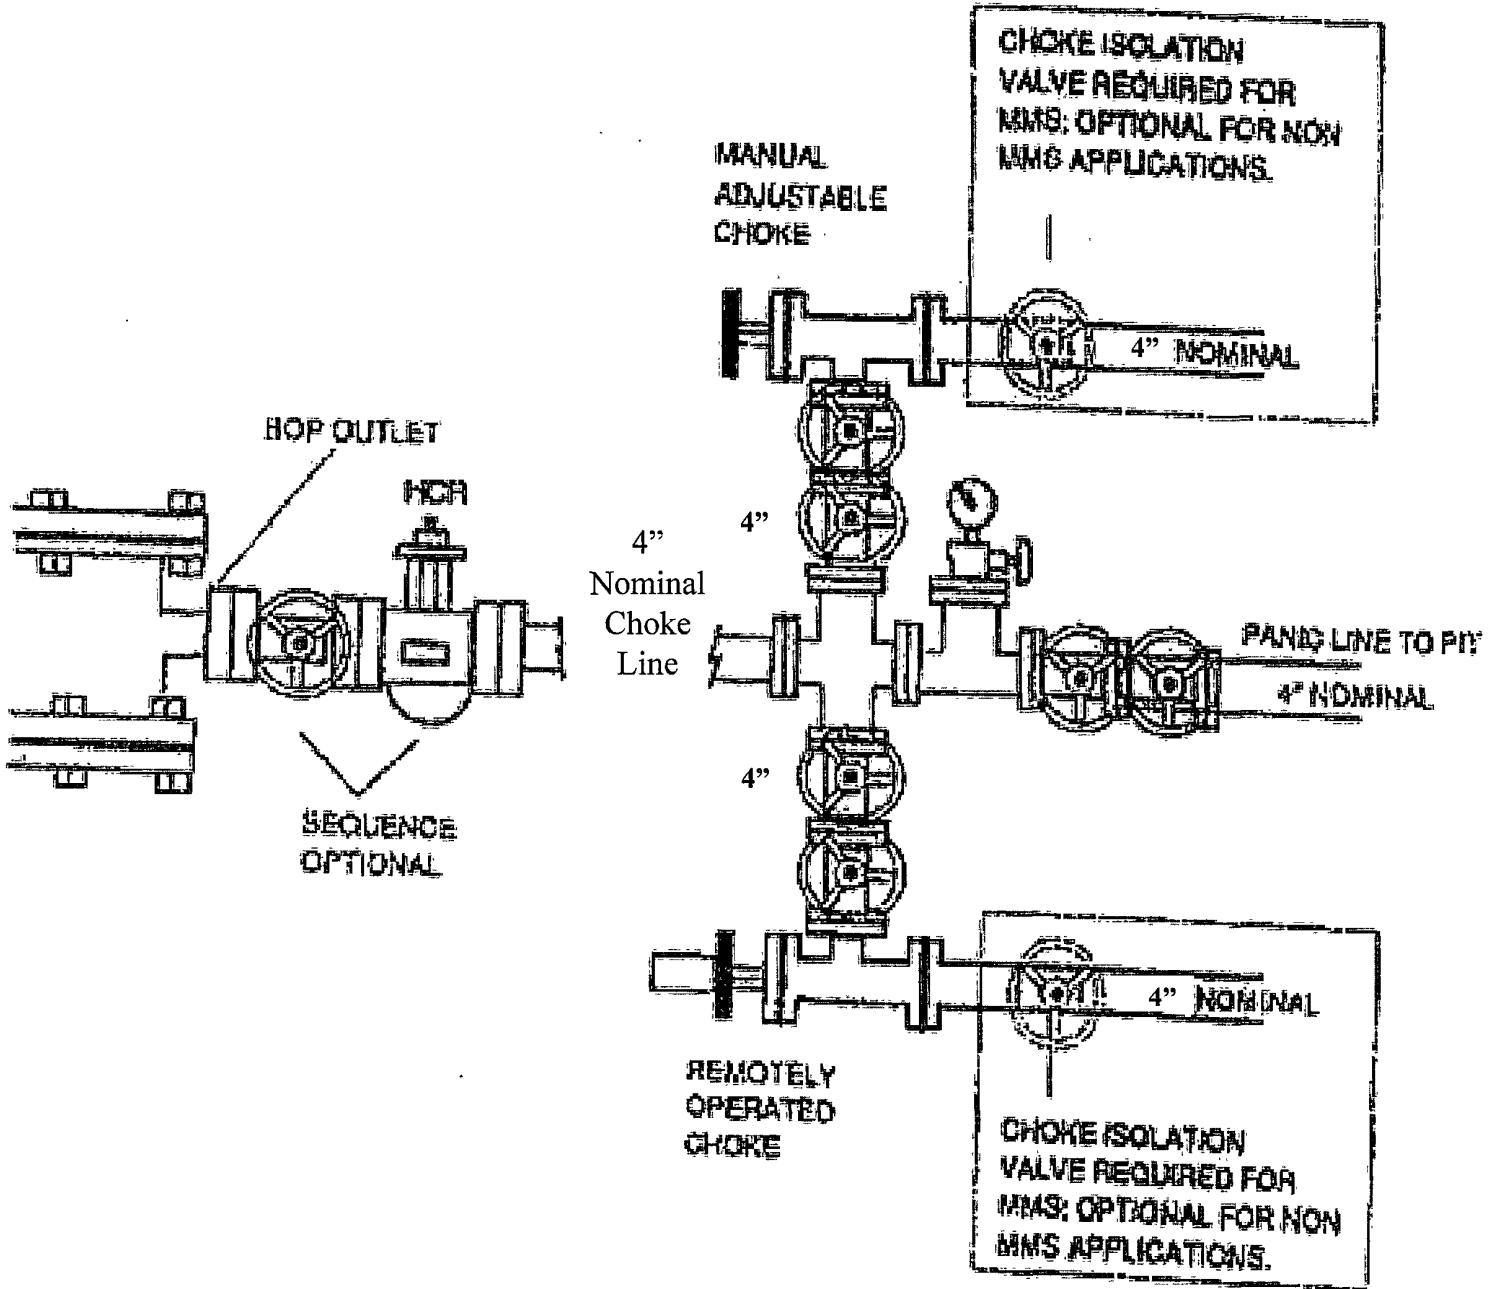 CHOKE ISOLATION
VALVE REQUIRED FOR
MMS; OPTIONAL FOR NON
MMS APPLICATIONS.
MANUAL
ADJUSTABLE
CHOKE
4” NOMINAL
BOP OUTLET
HCR
4”
4”
Nominal
Choke
Line
PANIC LINE TO PIT
4" NOMINAL
4”
SEQUENCE
OPTIONAL
4” NOMINAL
REMOTELY
OPERATED
CHOKE
CHOKE ISOLATION
VALVE REQUIRED FOR
MMS; OPTIONAL FOR NON
MMS APPLICATIONS.